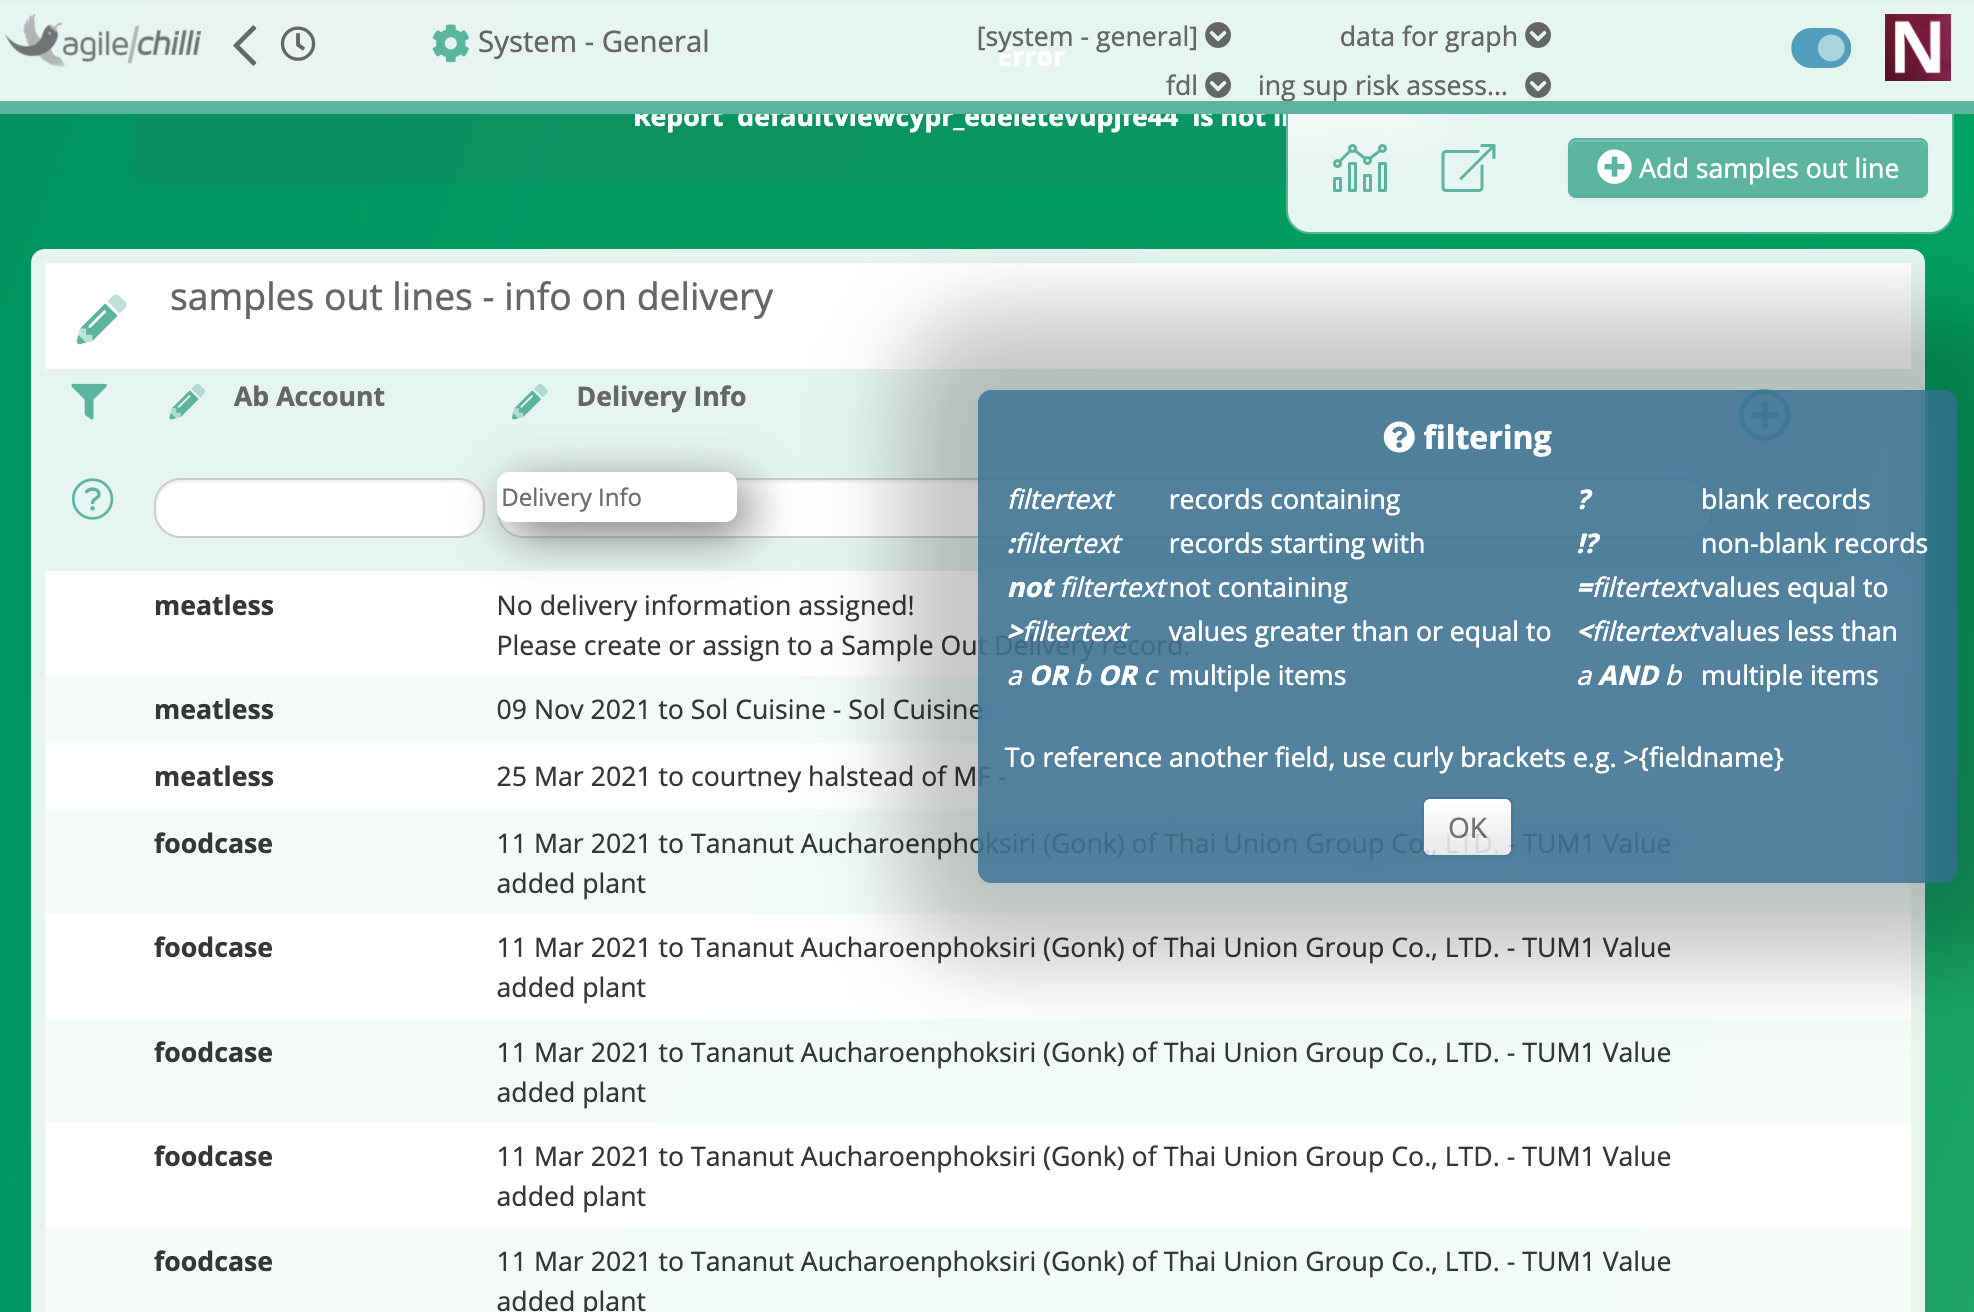 agile/chilli
System - General
[system - general]
data for graph
Error
fdl
ing sup risk assess...
N
Report 'defaultviewcypr_edeletevupjfe44' is not i
Add samples out line
samples out lines - info on delivery
Ab Account
Delivery Info
? filtering
?
Delivery Info
filtertext records containing ? blank records
:filtertext records starting with !? non-blank records
not filtertext not containing =filtertext values equal to
>filtertext values greater than or equal to <filtertext values less than
a OR b OR c multiple items a AND b multiple items
To reference another field, use curly brackets e.g. >{fieldname}
OK
meatless No delivery information assigned!
Please create or assign to a Sample Out Delivery record.
meatless 09 Nov 2021 to Sol Cuisine - Sol Cuisine
meatless 25 Mar 2021 to courtney halstead of MF -
foodcase 11 Mar 2021 to Tananut Aucharoenphoksiri (Gonk) of Thai Union Group Co., LTD. - TUM1 Value
added plant
foodcase 11 Mar 2021 to Tananut Aucharoenphoksiri (Gonk) of Thai Union Group Co., LTD. - TUM1 Value
added plant
foodcase 11 Mar 2021 to Tananut Aucharoenphoksiri (Gonk) of Thai Union Group Co., LTD. - TUM1 Value
added plant
foodcase 11 Mar 2021 to Tananut Aucharoenphoksiri (Gonk) of Thai Union Group Co., LTD. - TUM1 Value
added plant
foodcase 11 Mar 2021 to Tananut Aucharoenphoksiri (Gonk) of Thai Union Group Co., LTD. - TUM1 Value
added plant